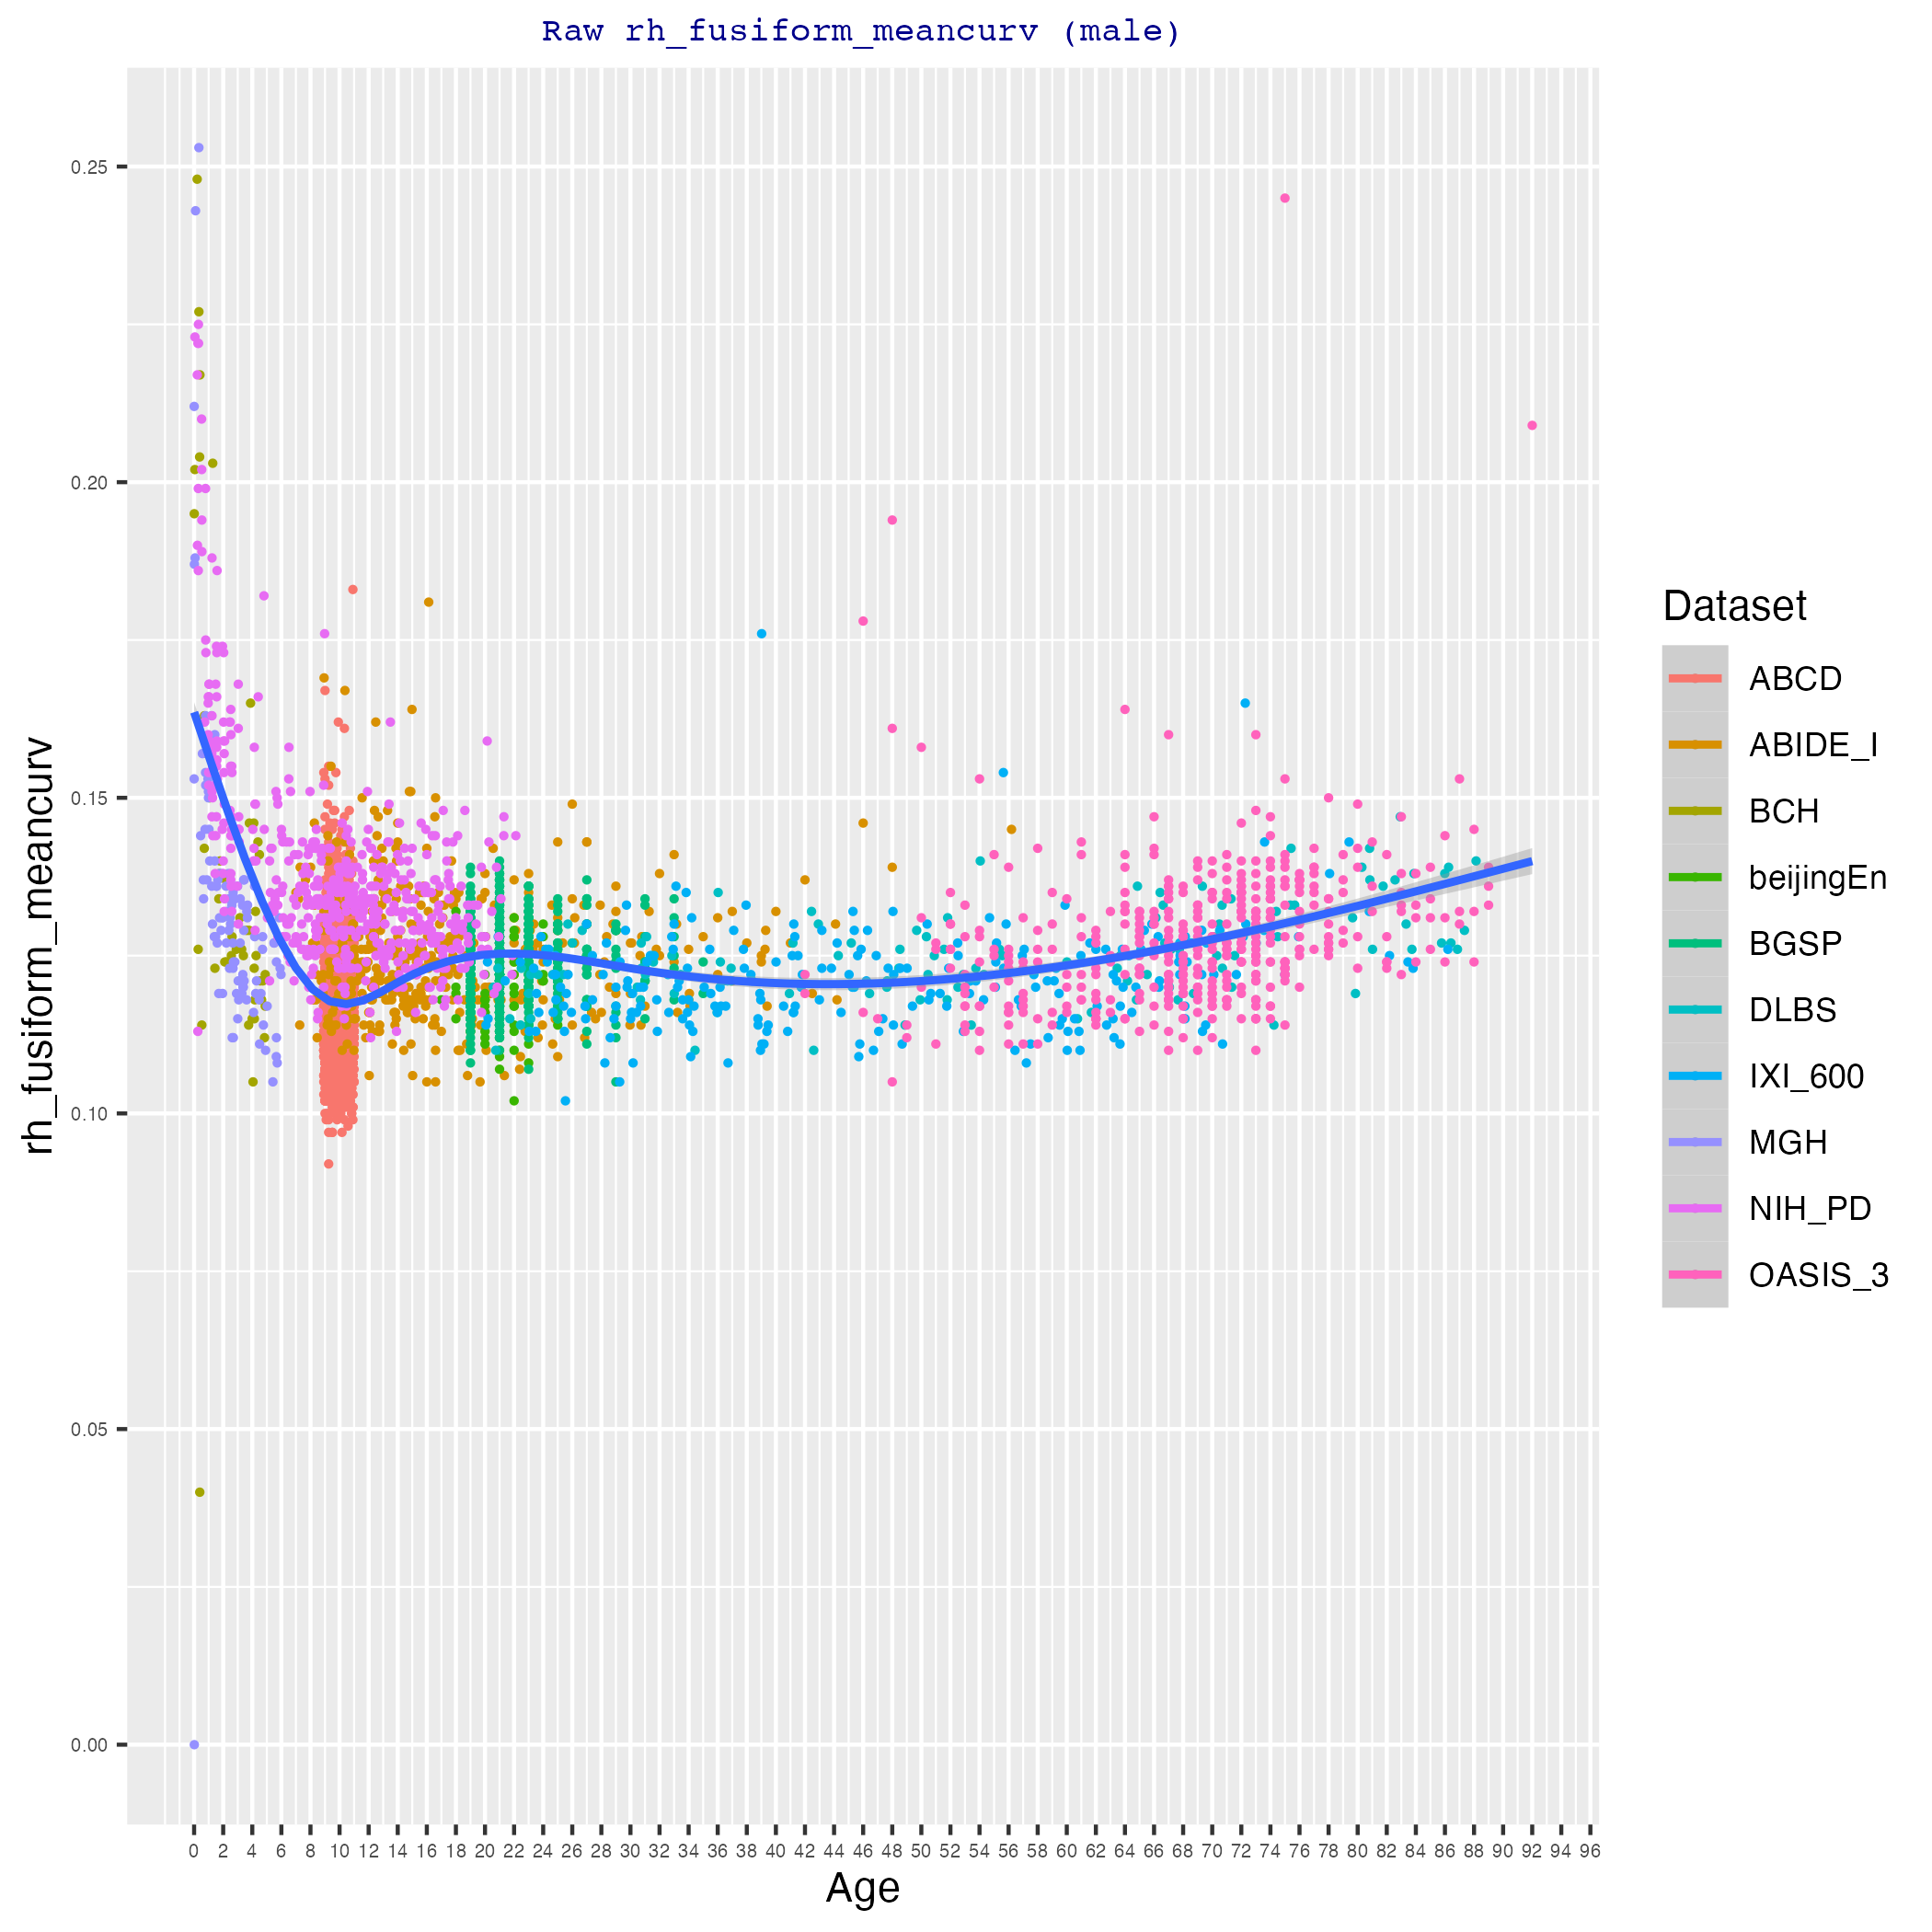 Raw rh_fusiform_meancurv (male)
rh_fusiform_meancurv
0.25
0.20
0.15
0.10
0.05
0.00
0 2 4 6 8 10 12 14 16 18 20 22 24 26 28 30 32 34 36 38 40 42 44 46 48 50 52 54 56 58 60 62 64 66 68 70 72 74 76 78 80 82 84 86 88 90 92 94 96
Age
Dataset
ABCD
ABIDE_I
BCH
beijingEn
BGSP
DLBS
IXI_600
MGH
NIH_PD
OASIS_3